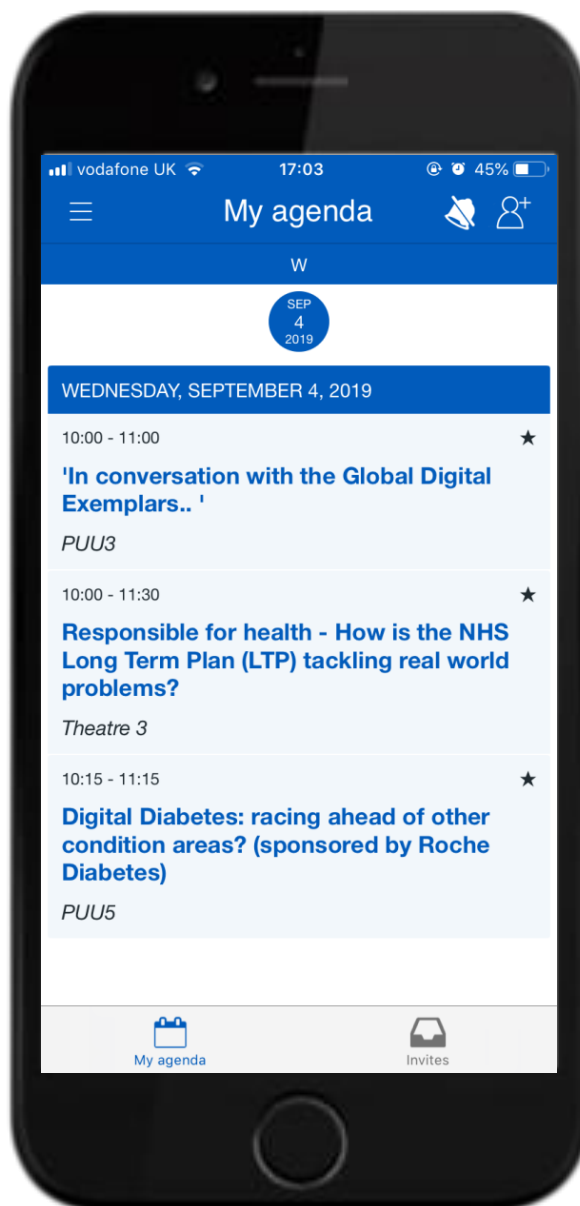 vodafone UK 17:03 45%
My agenda
W
SEP
4
2019
WEDNESDAY, SEPTEMBER 4, 2019
10:00 - 11:00
'In conversation with the Global Digital
Exemplars.. '
PUU3
10:00 - 11:30
Responsible for health - How is the NHS
Long Term Plan (LTP) tackling real world
problems?
Theatre 3
10:15 - 11:15
Digital Diabetes: racing ahead of other
condition areas? (sponsored by Roche
Diabetes)
PUU5
My agenda Invites